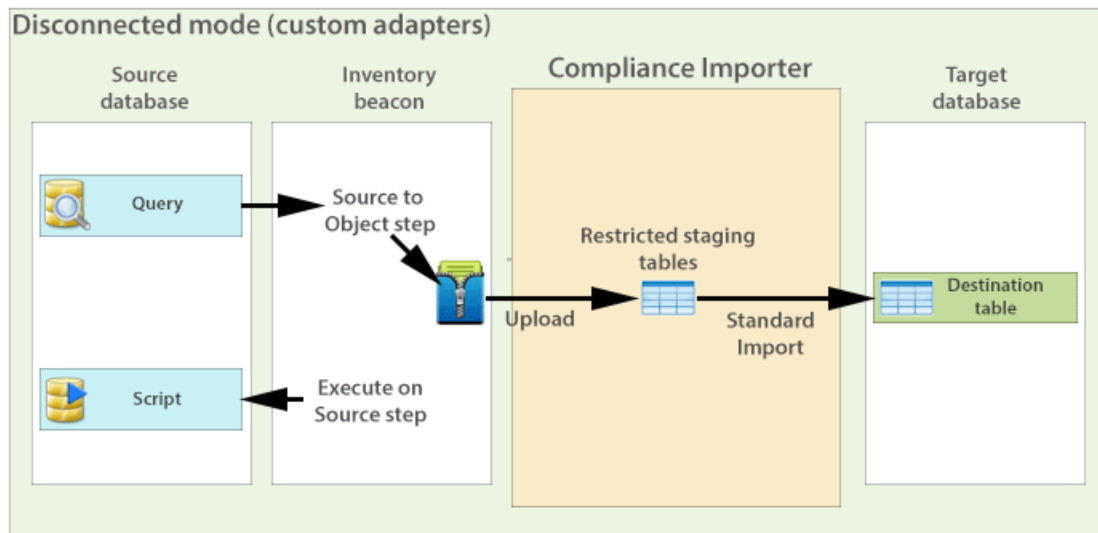 Disconnected mode (custom adapters)
Source
database
Inventory
beacon
Compliance Importer
Target
database
Query
Source to
Object step
Restricted staging
tables
Destination
table
Upload
Standard
Import
Script
Execute on
Source step